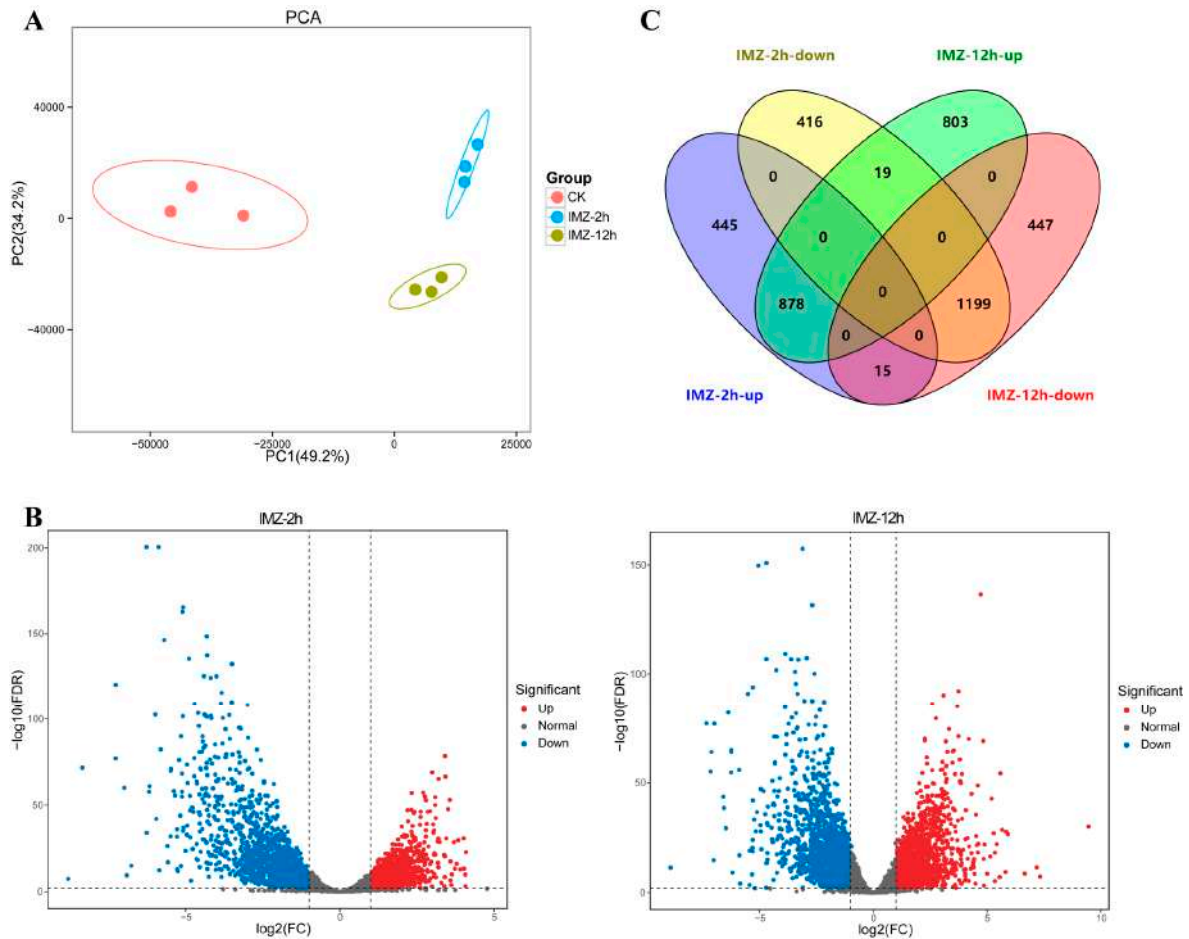 A
PCA
PC2(34.2%)
40000
0
−40000
−50000
−25000
0
25000
PC1(49.2%)
Group
CK
IMZ-2h
IMZ-12h
C
IMZ-2h-down
IMZ-12h-up
416
803
0
19
0
445
0
0
447
878
0
1199
0
0
15
IMZ-2h-up
IMZ-12h-down
B
IMZ-2h
−log10(FDR)
200
150
100
50
0
−5
0
5
log2(FC)
Significant
Up
Normal
Down
IMZ-12h
−log10(FDR)
150
100
50
0
−5
0
5
10
log2(FC)
Significant
Up
Normal
Down